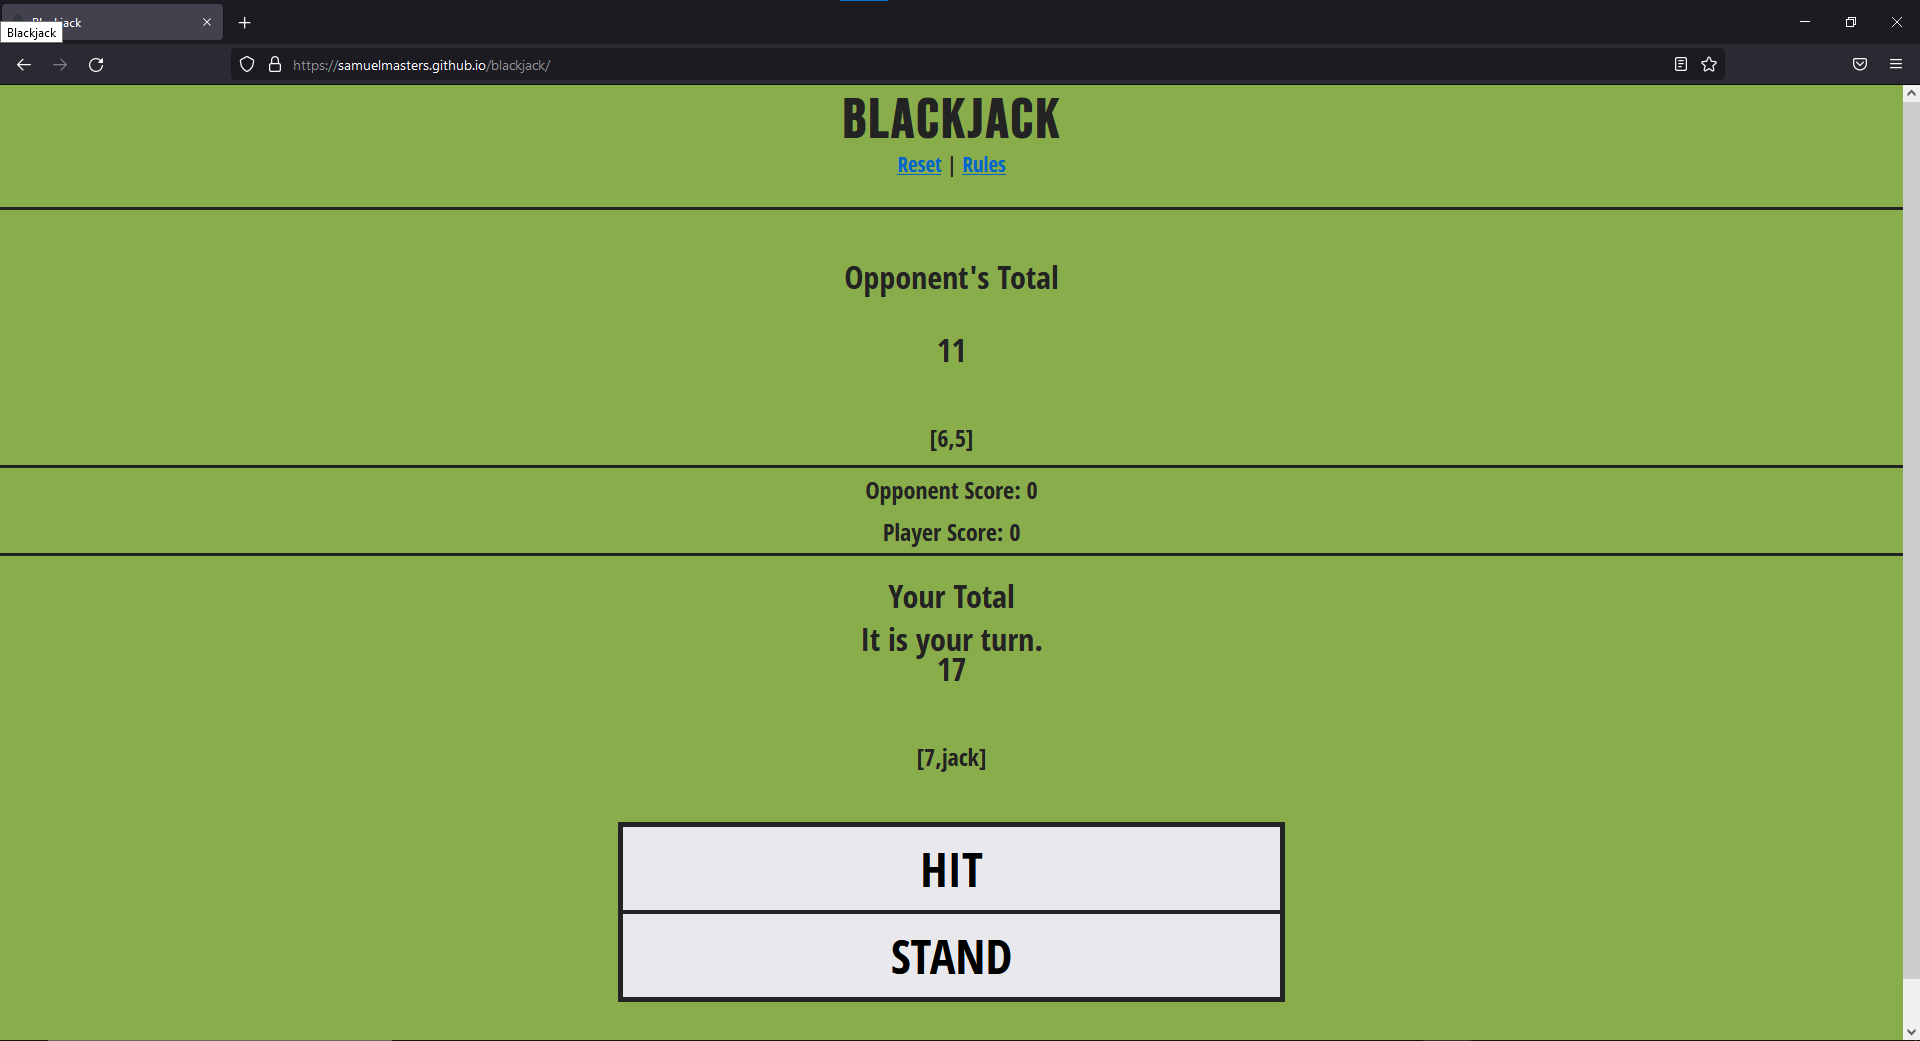 Blackjack
Blackjack
https://samuelmasters.github.io/blackjack/
BLACKJACK
Reset | Rules
Opponent's Total
11
[6,5]
Opponent Score: 0
Player Score: 0
Your Total
It is your turn.
17
[7,jack]
HIT
STAND